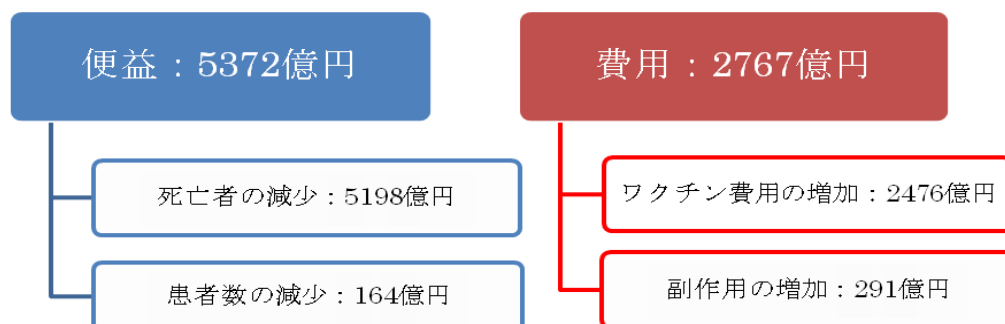 便益：5372億円
死亡者の減少：5198億円
患者数の減少：164億円
費用：2767億円
ワクチン費用の増加：2476億円
副作用の増加：291億円